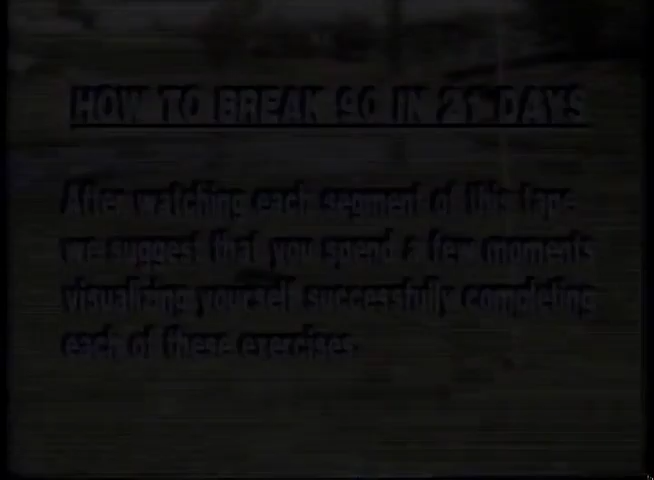 HOW TO BREAK 90 IN 21 DAYS
After watching each segment of this tape
we suggest that you spend a few moments
visualizing yourself successfully completing
each of these exercises.